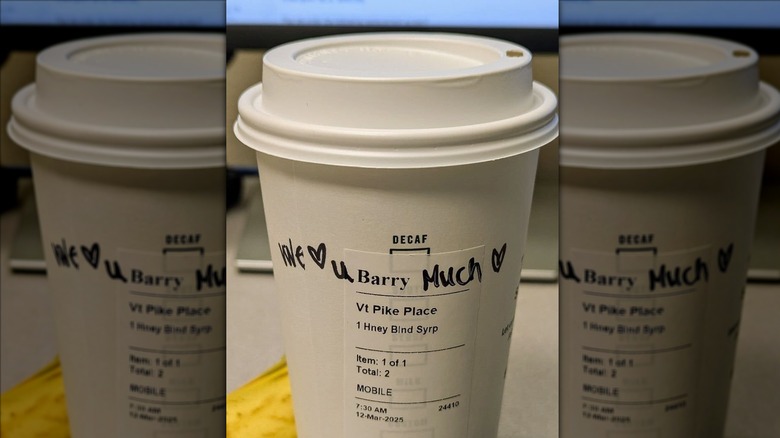 DECAF
We ♥ u Barry Much ♥
Vt Pike Place
1 Hney Blnd Syrp
Item: 1 of 1
Total: 2
MOBILE
7:30 AM 24410
12-Mar-2025